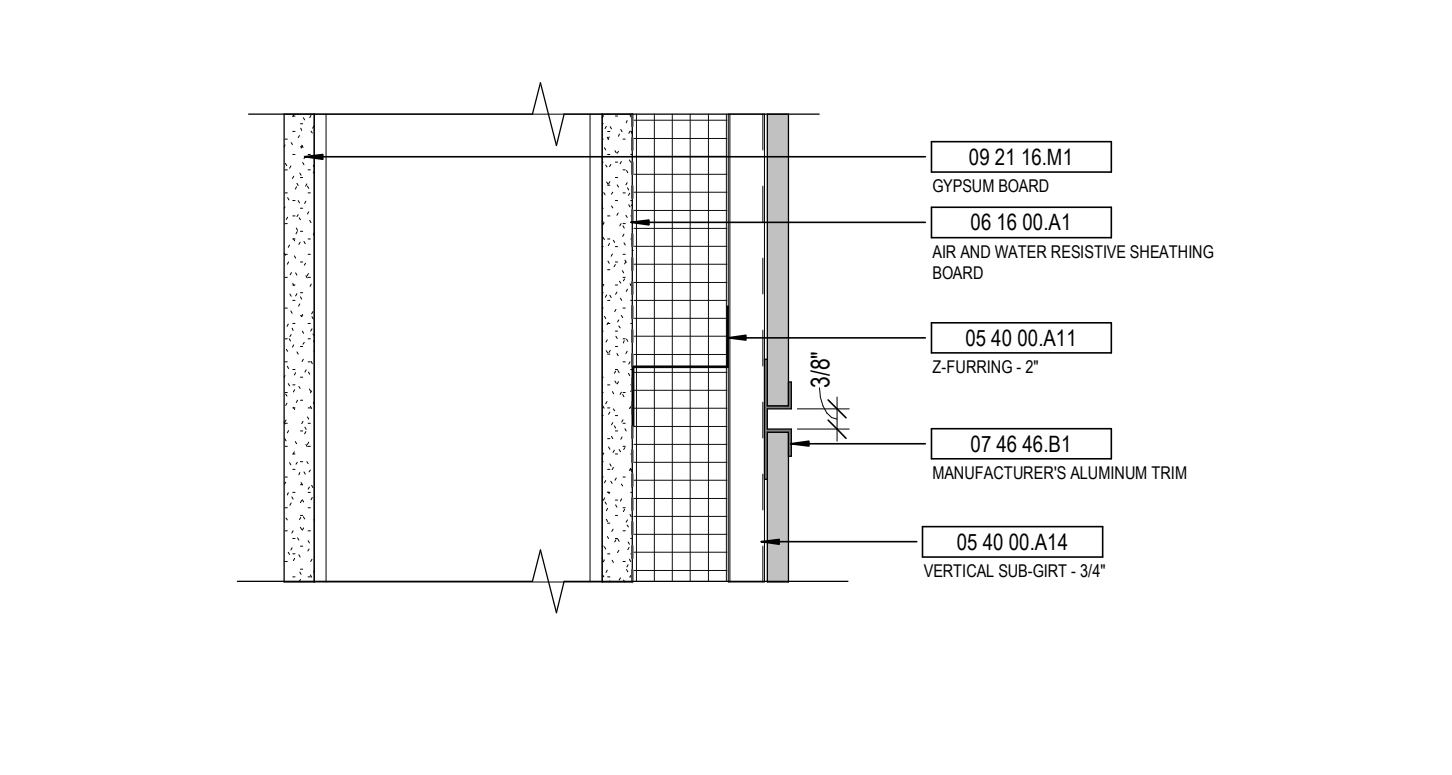 09 21 16.M1
GYPSUM BOARD
06 16 00.A1
AIR AND WATER RESISTIVE SHEATHING
BOARD
05 40 00.A11
Z-FURRING - 2"
3/8"
07 46 46.B1
MANUFACTURER'S ALUMINUM TRIM
05 40 00.A14
VERTICAL SUB-GIRT - 3/4"